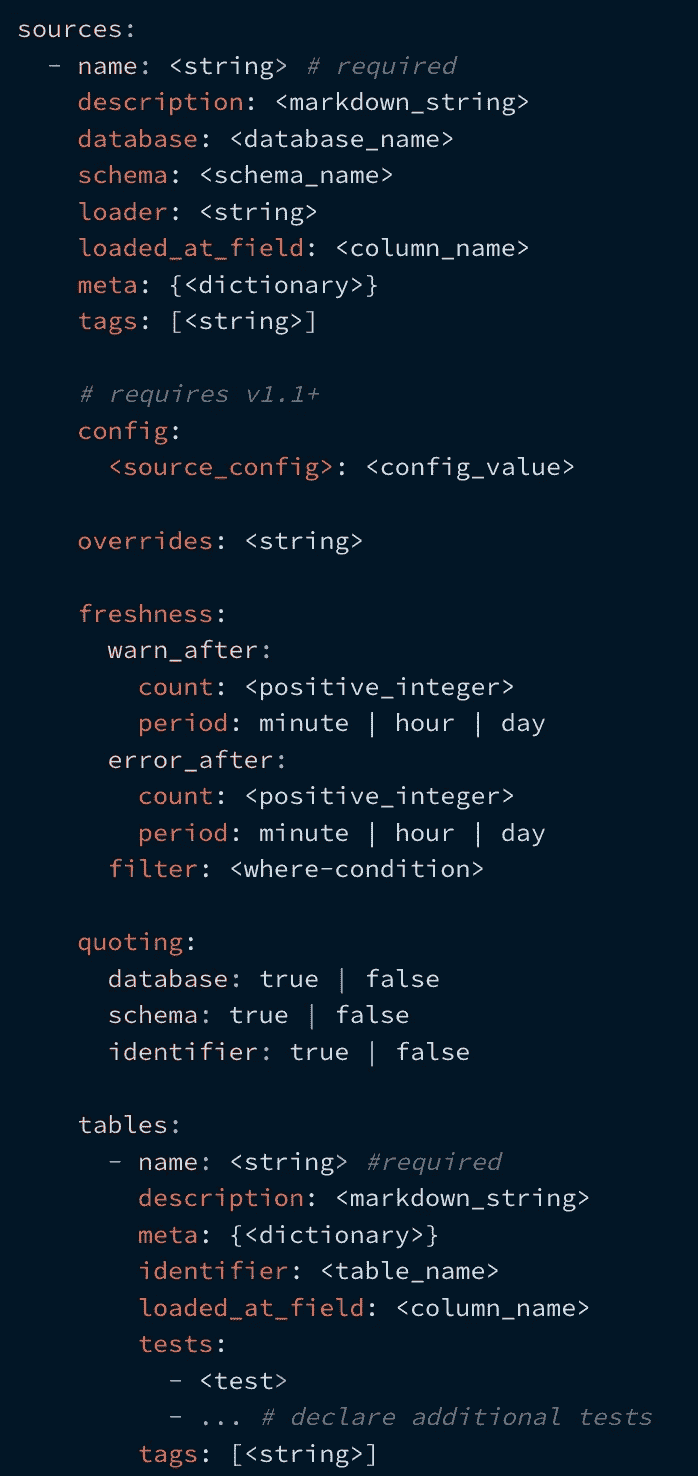 sources:
  - name: <string> # required
    description: <markdown_string>
    database: <database_name>
    schema: <schema_name>
    loader: <string>
    loaded_at_field: <column_name>
    meta: {<dictionary>}
    tags: [<string>]

    # requires v1.1+
    config:
      <source_config>: <config_value>

    overrides: <string>

    freshness:
      warn_after:
        count: <positive_integer>
        period: minute | hour | day
      error_after:
        count: <positive_integer>
        period: minute | hour | day
      filter: <where-condition>

    quoting:
      database: true | false
      schema: true | false
      identifier: true | false

    tables:
      - name: <string> #required
        description: <markdown_string>
        meta: {<dictionary>}
        identifier: <table_name>
        loaded_at_field: <column_name>
        tests:
          - <test>
          - ... # declare additional tests
        tags: [<string>]